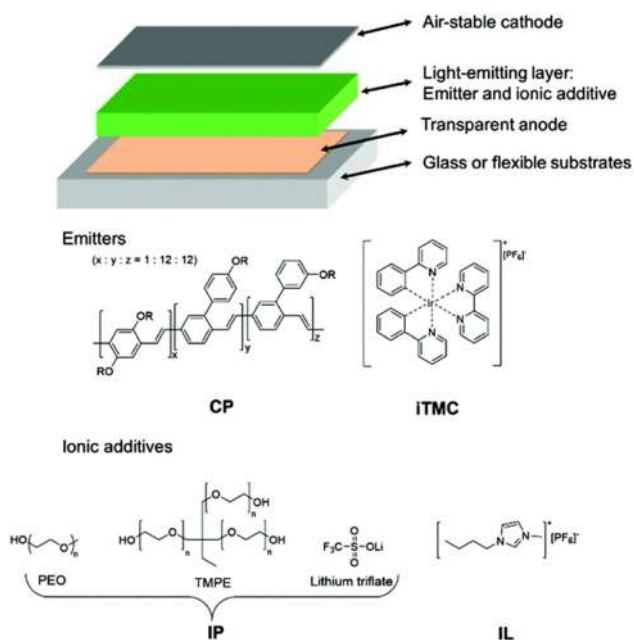 Air-stable cathode
Light-emitting layer:
Emitter and ionic additive
Transparent anode
Glass or flexible substrates
Emitters
(x : y : z = 1 : 12 : 12)
OR
OR
OR
RO
x
y
z
CP
N
N
Ir
N
N
+
[PF₆]⁻
iTMC
Ionic additives
HO
O
n
PEO
O
OH
n
HO
O
n
O
OH
n
TMPE
O
F₃C
S
OLi
O
Lithium triflate
IP
N
N
+
[PF₆]⁻
IL